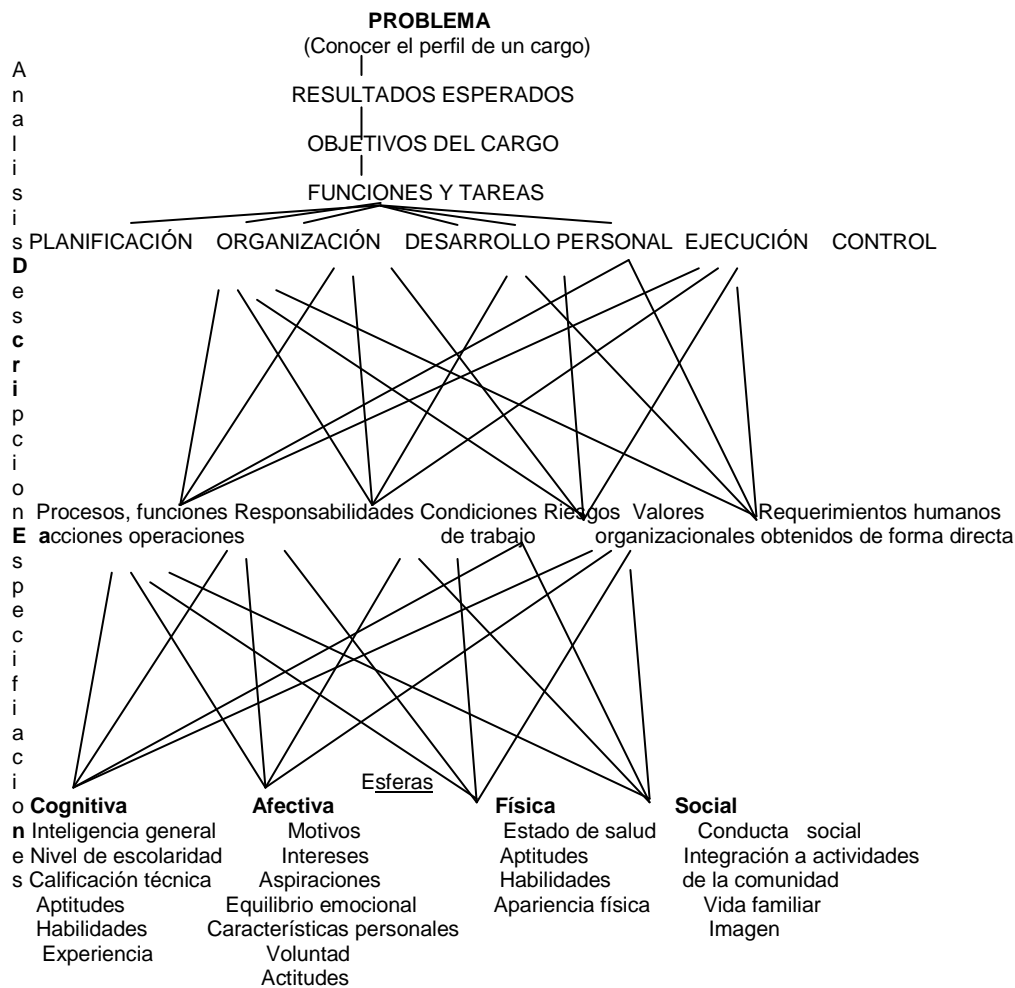 PROBLEMA
(Conocer el perfil de un cargo)
RESULTADOS ESPERADOS
OBJETIVOS DEL CARGO
FUNCIONES Y TAREAS
PLANIFICACIÓN ORGANIZACIÓN DESARROLLO PERSONAL EJECUCIÓN CONTROL
Procesos, funciones Responsabilidades Condiciones Riesgos Valores Requerimientos humanos
acciones operaciones de trabajo organizacionales obtenidos de forma directa
Esferas
Cognitiva Afectiva Física Social
Inteligencia general Motivos Estado de salud Conducta social
Nivel de escolaridad Intereses Aptitudes Integración a actividades
Calificación técnica Aspiraciones Habilidades de la comunidad
Aptitudes Equilibrio emocional Apariencia física Vida familiar
Habilidades Características personales Imagen
Experiencia Voluntad
Actitudes
Analisis Descripcion Especifiaciones